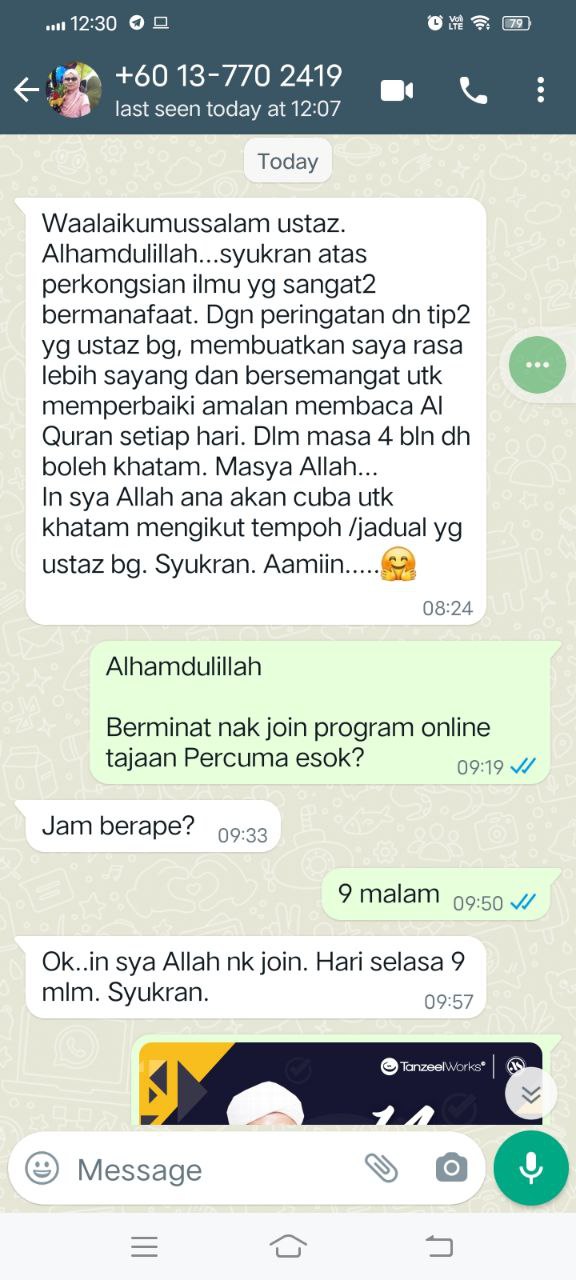 12:30
Vo)) LTE
79
+60 13-770 2419
last seen today at 12:07
Today
Waalaikumussalam ustaz.
Alhamdulillah...syukran atas
perkongsian ilmu yg sangat2
bermanafaat. Dgn peringatan dn tip2
yg ustaz bg, membuatkan saya rasa
lebih sayang dan bersemangat utk
memperbaiki amalan membaca Al
Quran setiap hari. Dlm masa 4 bln dh
boleh khatam. Masya Allah...
In sya Allah ana akan cuba utk
khatam mengikut tempoh /jadual yg
ustaz bg. Syukran. Aamiin.....🤗
08:24
Alhamdulillah
Berminat nak join program online
tajaan Percuma esok?
09:19
Jam berape?
09:33
9 malam
09:50
Ok..in sya Allah nk join. Hari selasa 9
mlm. Syukran.
09:57
TanzeelWorks®
Message